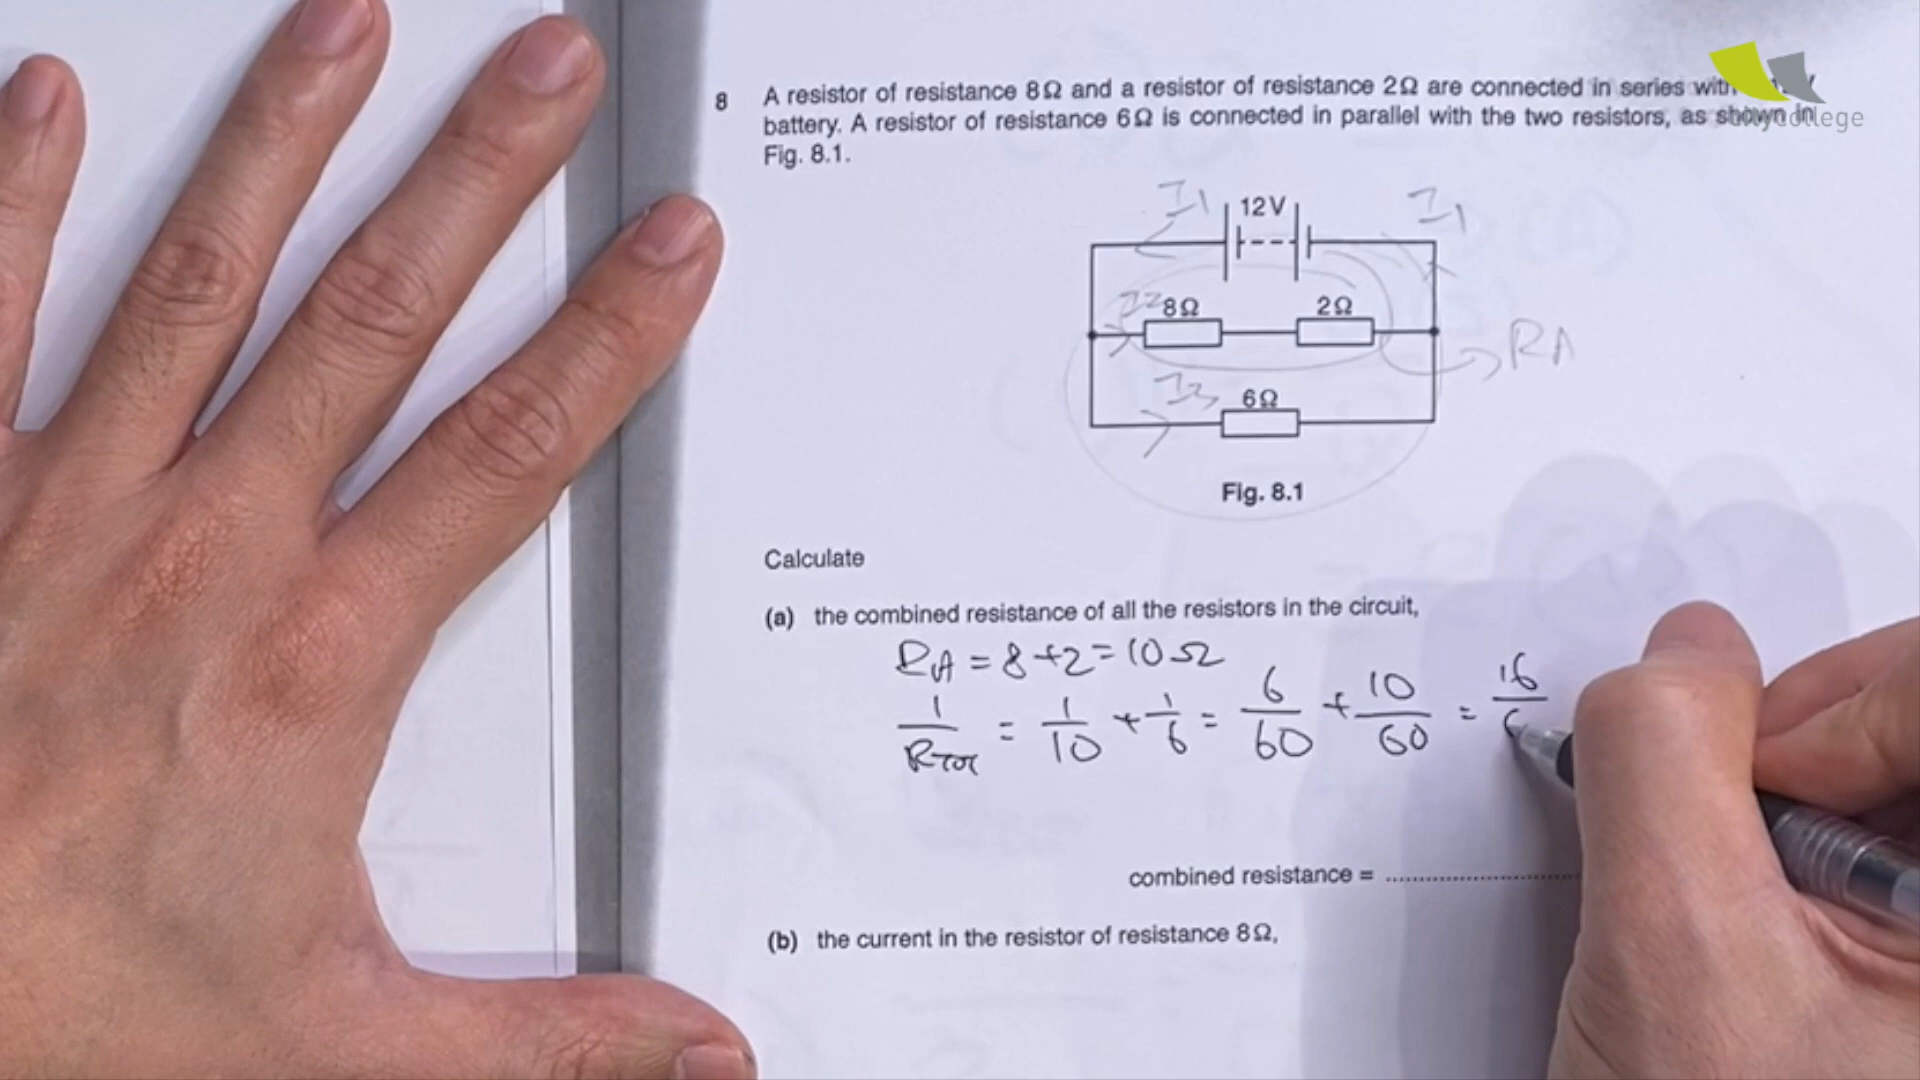 8 A resistor of resistance 8Ω and a resistor of resistance 2Ω are connected in series with
battery. A resistor of resistance 6Ω is connected in parallel with the two resistors, as shown in
Fig. 8.1.
I1 12V I1
I2 8Ω 2Ω
RA
I3 6Ω
Fig. 8.1
Calculate
(a) the combined resistance of all the resistors in the circuit,
RA = 8+2=10Ω
1/RTOT = 1/10 + 1/6 = 6/60 + 10/60 = 16/6
combined resistance = ........................
(b) the current in the resistor of resistance 8Ω,